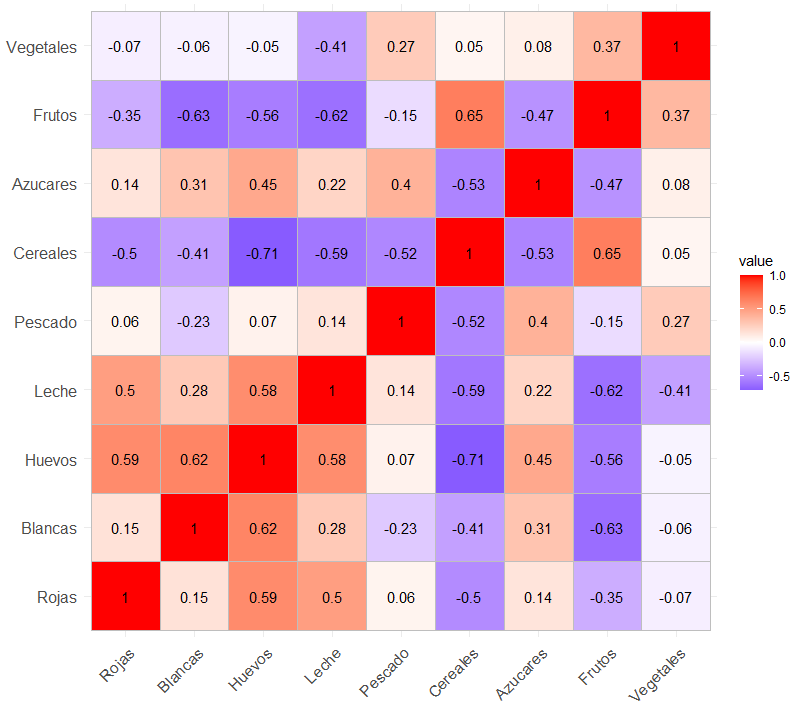 Vegetales -0.07 -0.06 -0.05 -0.41 0.27 0.05 0.08 0.37 1
Frutos -0.35 -0.63 -0.56 -0.62 -0.15 0.65 -0.47 1 0.37
Azucares 0.14 0.31 0.45 0.22 0.4 -0.53 1 -0.47 0.08
Cereales -0.5 -0.41 -0.71 -0.59 -0.52 1 -0.53 0.65 0.05
Pescado 0.06 -0.23 0.07 0.14 1 -0.52 0.4 -0.15 0.27
Leche 0.5 0.28 0.58 1 0.14 -0.59 0.22 -0.62 -0.41
Huevos 0.59 0.62 1 0.58 0.07 -0.71 0.45 -0.56 -0.05
Blancas 0.15 1 0.62 0.28 -0.23 -0.41 0.31 -0.63 -0.06
Rojas 1 0.15 0.59 0.5 0.06 -0.5 0.14 -0.35 -0.07
Rojas Blancas Huevos Leche Pescado Cereales Azucares Frutos Vegetales
value
1.0
0.5
0.0
-0.5